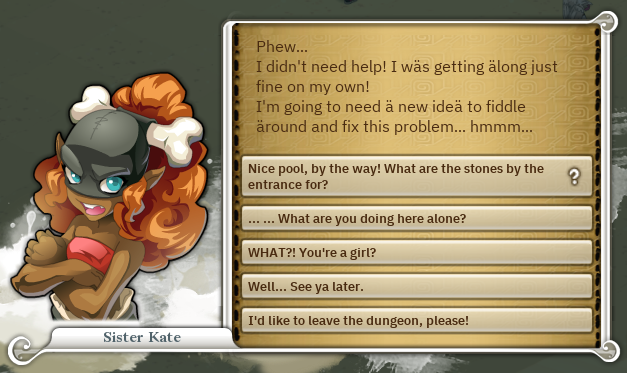 Phew...
I didn't need help! I wäs getting älong just
fine on my own!
I'm going to need ä new ideä to fiddle
äround and fix this problem... hmmm...
Nice pool, by the way! What are the stones by the
entrance for?
?
... ... What are you doing here alone?
WHAT?! You're a girl?
Well... See ya later.
I'd like to leave the dungeon, please!
Sister Kate